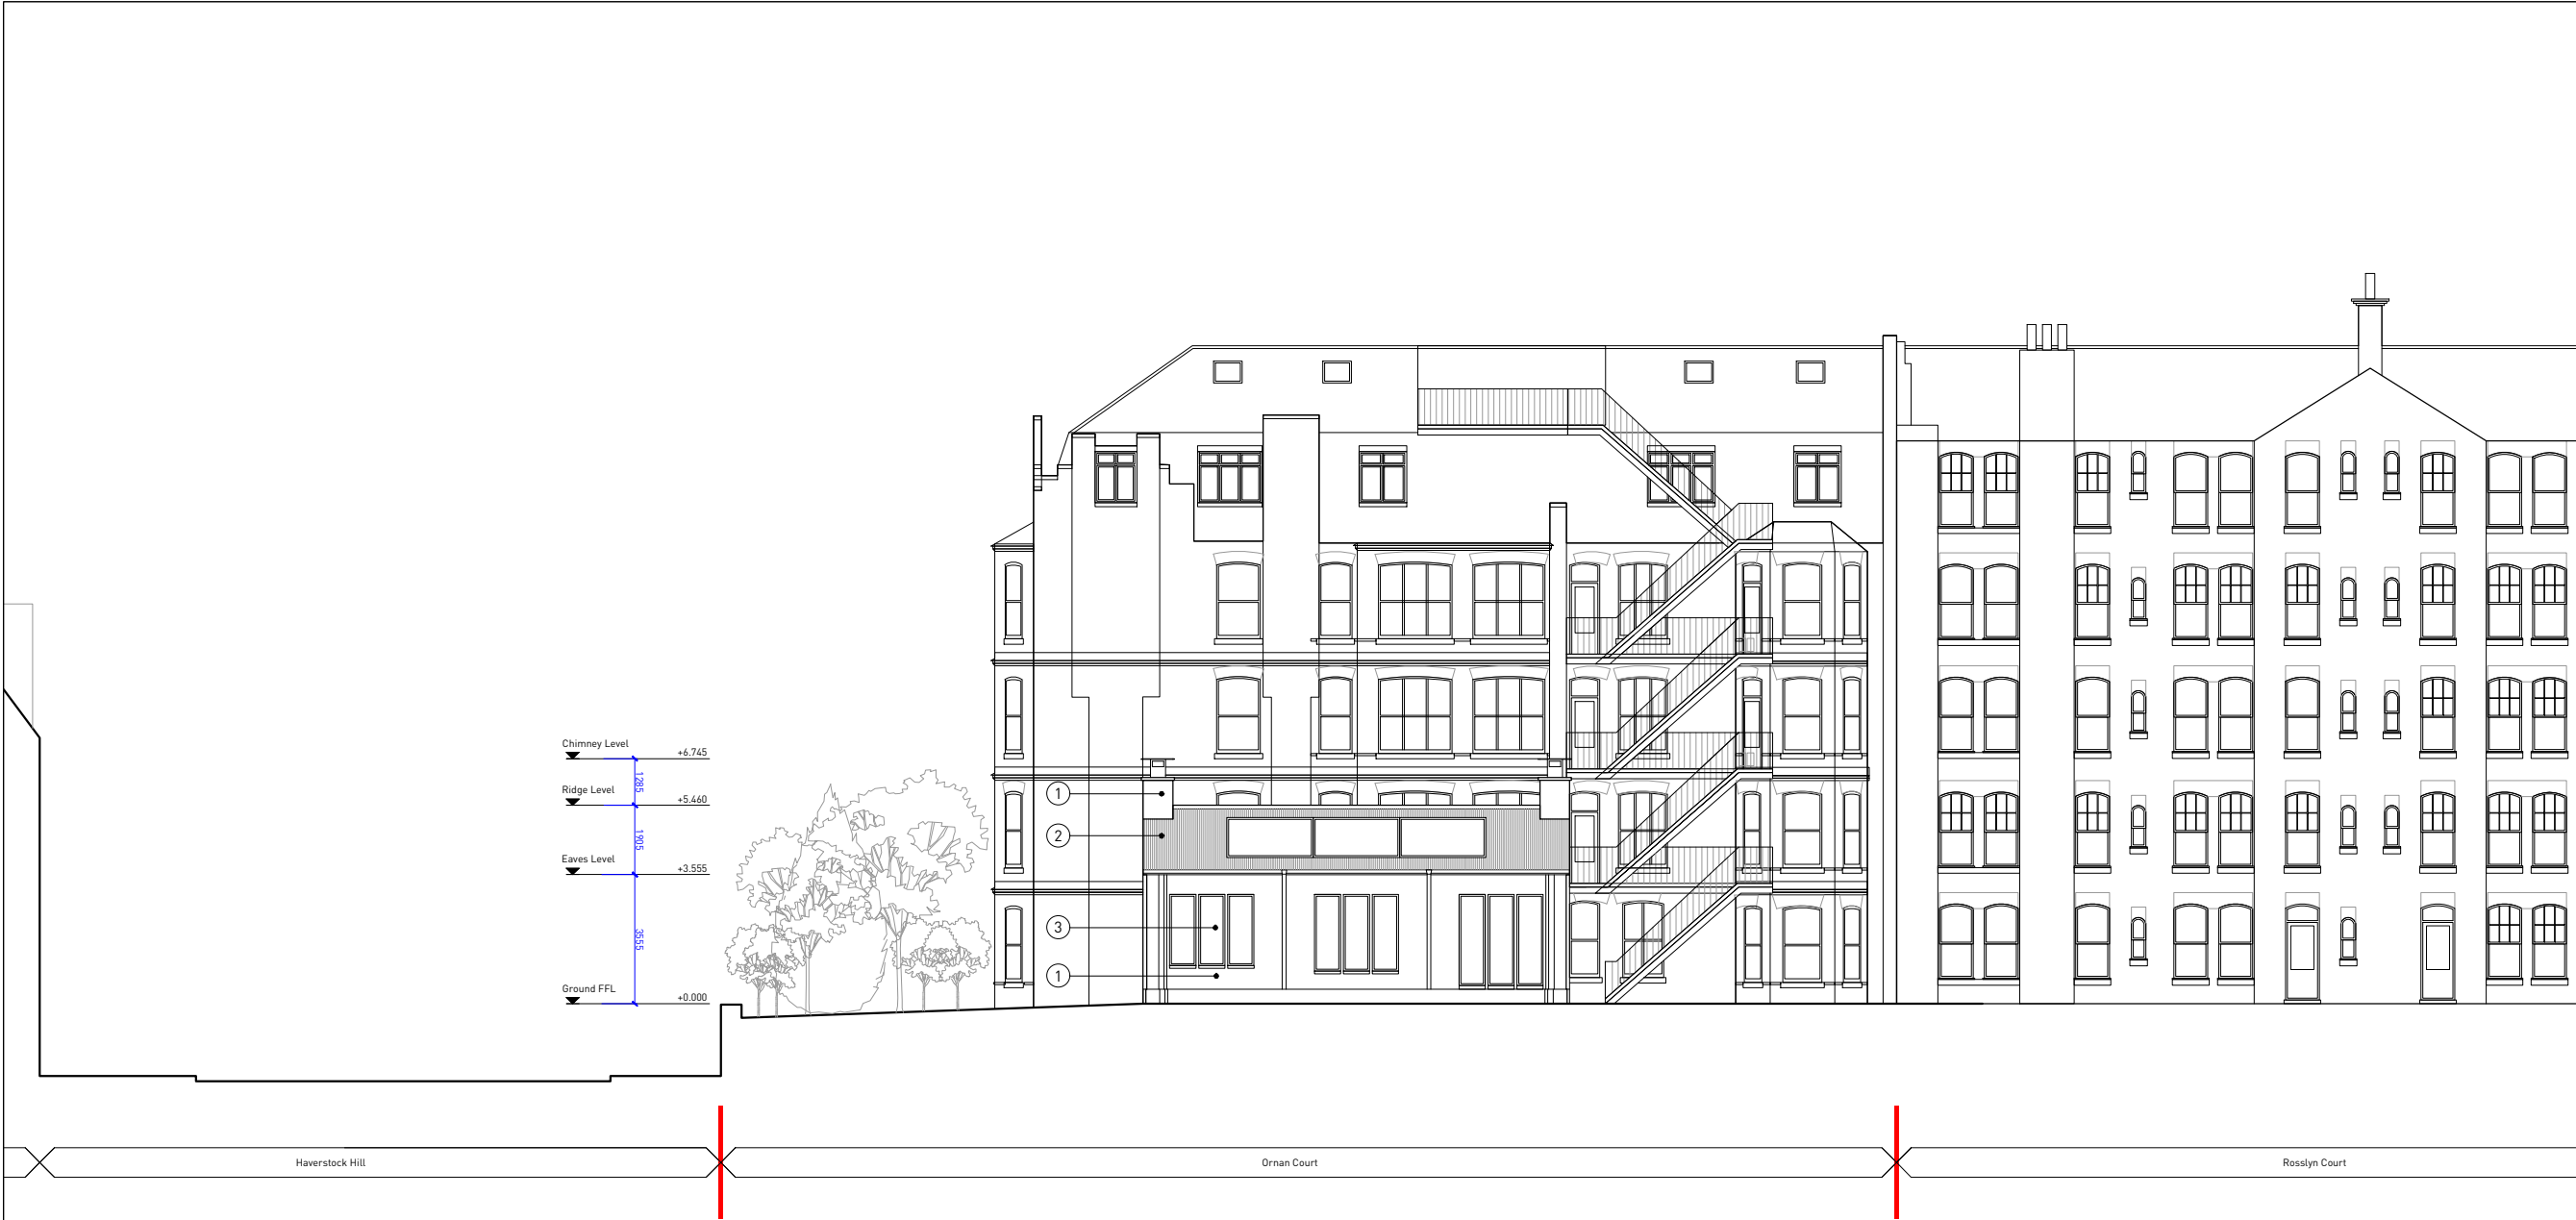 Chimney Level
+6.745
1285
Ridge Level
+5.460
1905
Eaves Level
+3.555
3555
Ground FFL
+0.000
1
2
3
1
Haverstock Hill
Ornan Court
Rosslyn Court